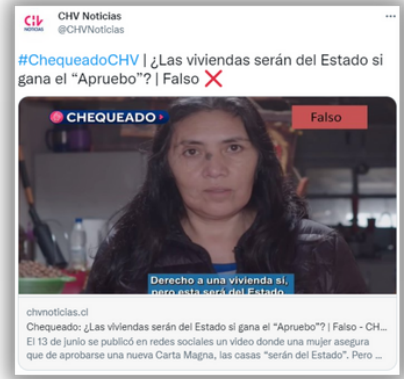 CHV NOTICIAS
CHV Noticias
@CHVNoticias
#ChequeadoCHV | ¿Las viviendas serán del Estado si
gana el “Apruebo”? | Falso ❌
CHEQUEADO
Falso
Derecho a una vivienda si,
pero esta será del Estado
chvnoticias.cl
Chequeado: ¿Las viviendas serán del Estado si gana el “Apruebo”? | Falso - CH...
El 13 de junio se publicó en redes sociales un video donde una mujer asegura
que de aprobarse una nueva Carta Magna, las casas “serán del Estado”. Pero ...